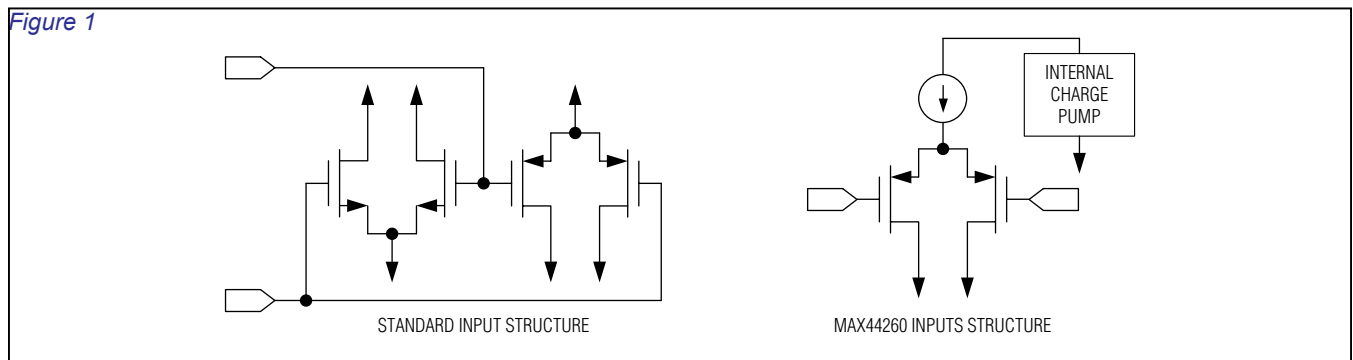 Figure 1
INTERNAL
CHARGE
PUMP
STANDARD INPUT STRUCTURE
MAX44260 INPUTS STRUCTURE